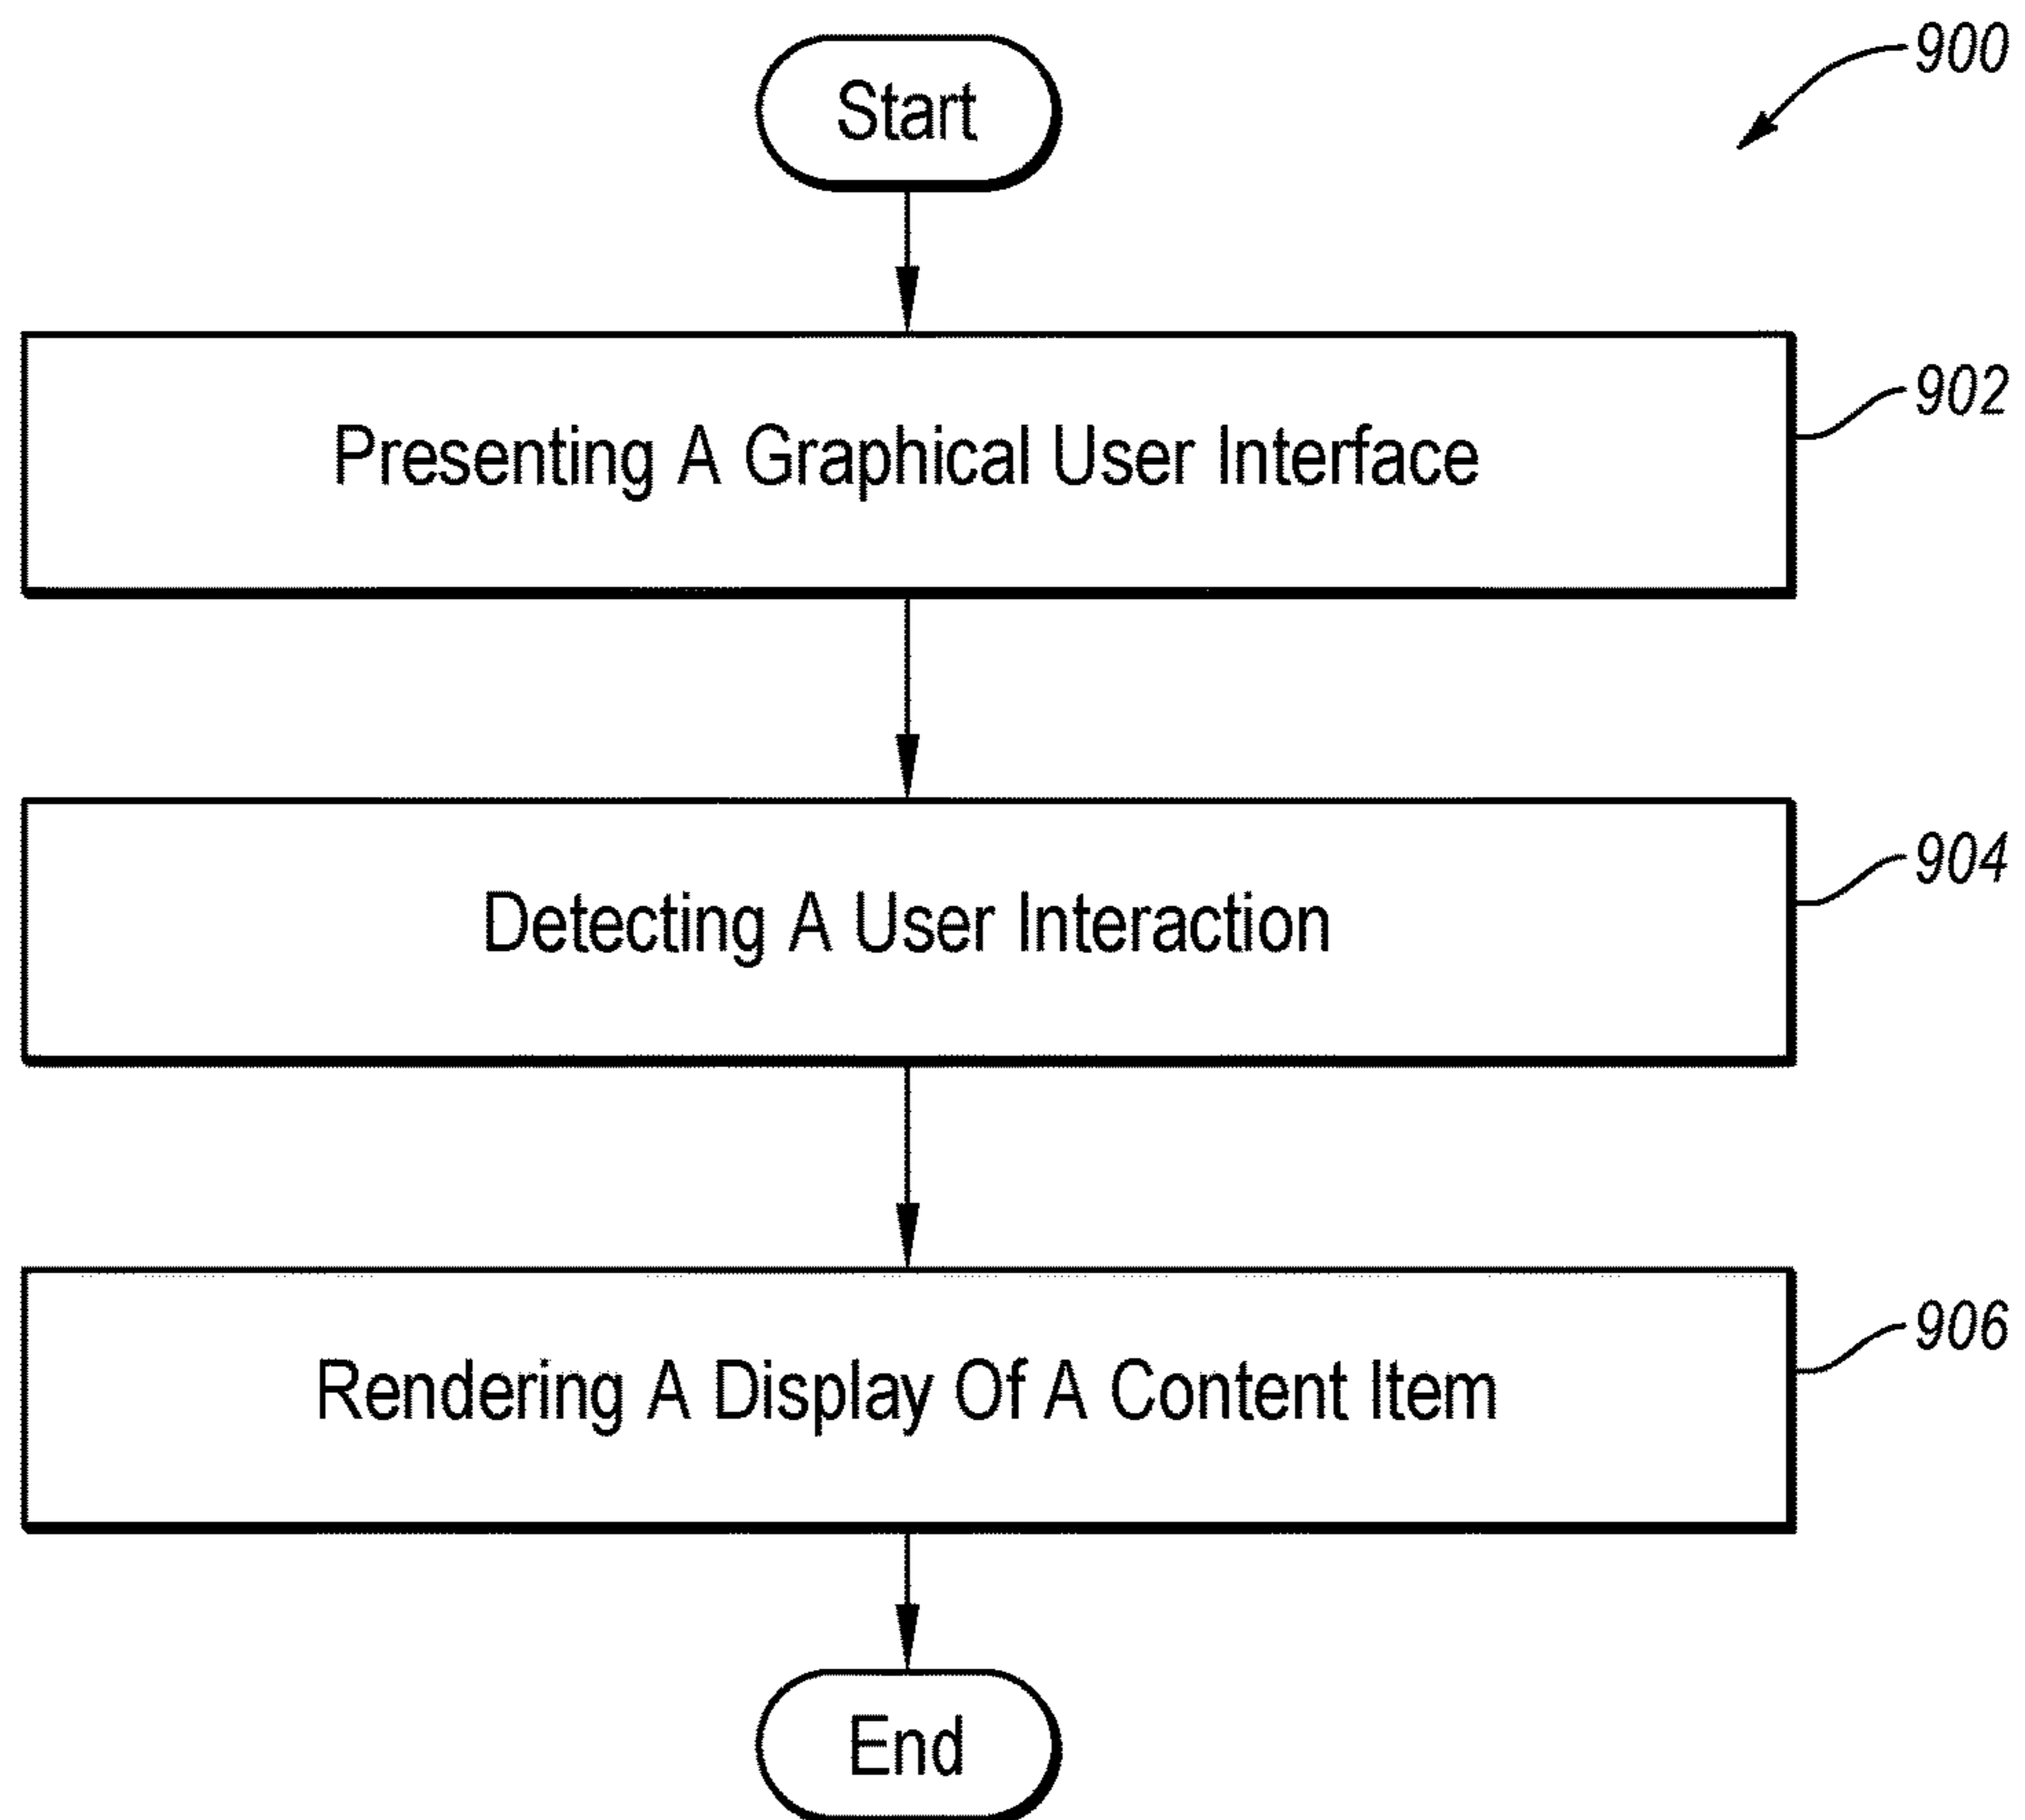 Start
900
Presenting A Graphical User Interface
902
Detecting A User Interaction
904
Rendering A Display Of A Content Item
906
End